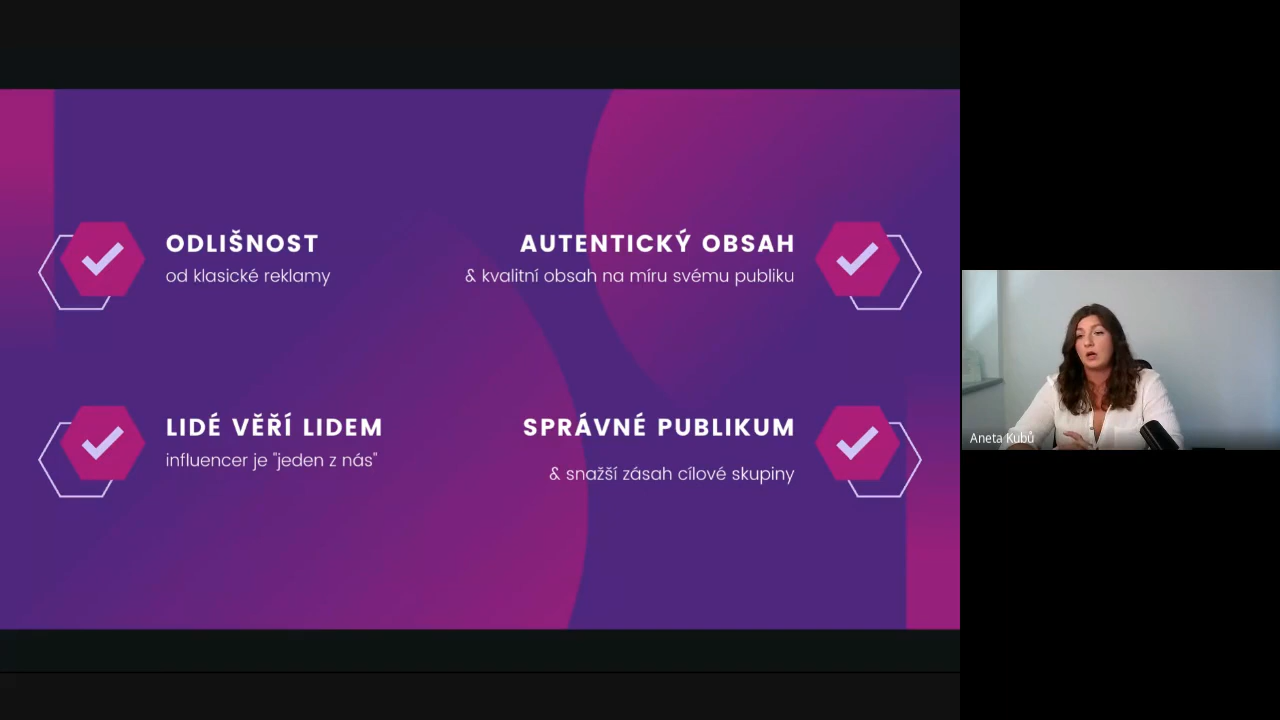 ODLIŠNOST
od klasické reklamy
AUTENTICKÝ OBSAH
& kvalitní obsah na míru svému publiku
LIDÉ VĚŘÍ LIDEM
influencer je "jeden z nás"
SPRÁVNÉ PUBLIKUM
& snažší zásah cílové skupiny
Aneta Kubů